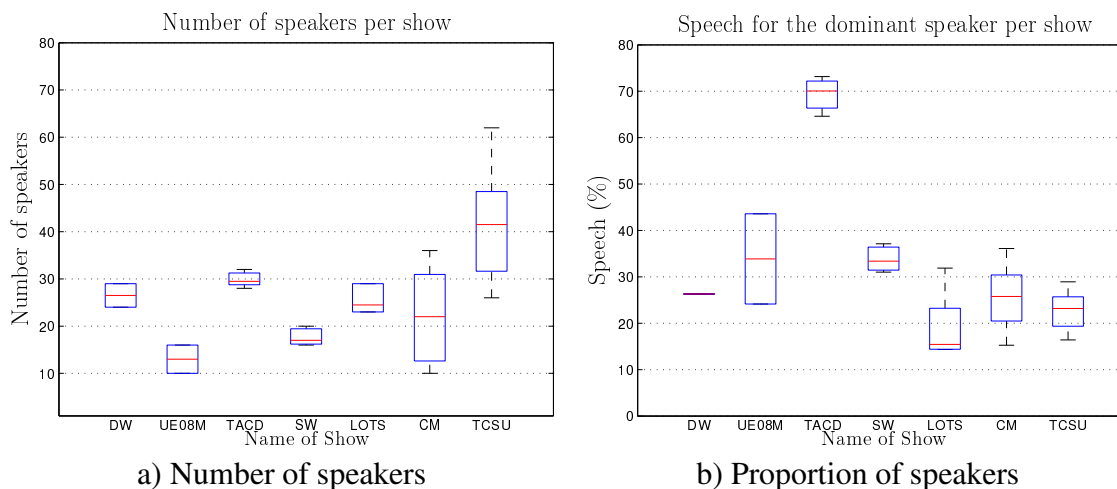 Number of speakers per show
Number of speakers
80
70
60
50
40
30
20
10
DW UE08M TACD SW LOTS CM TCSU
Name of Show
a) Number of speakers
Speech for the dominant speaker per show
Speech (%)
80
70
60
50
40
30
20
10
0
DW UE08M TACD SW LOTS CM TCSU
Name of Show
b) Proportion of speakers